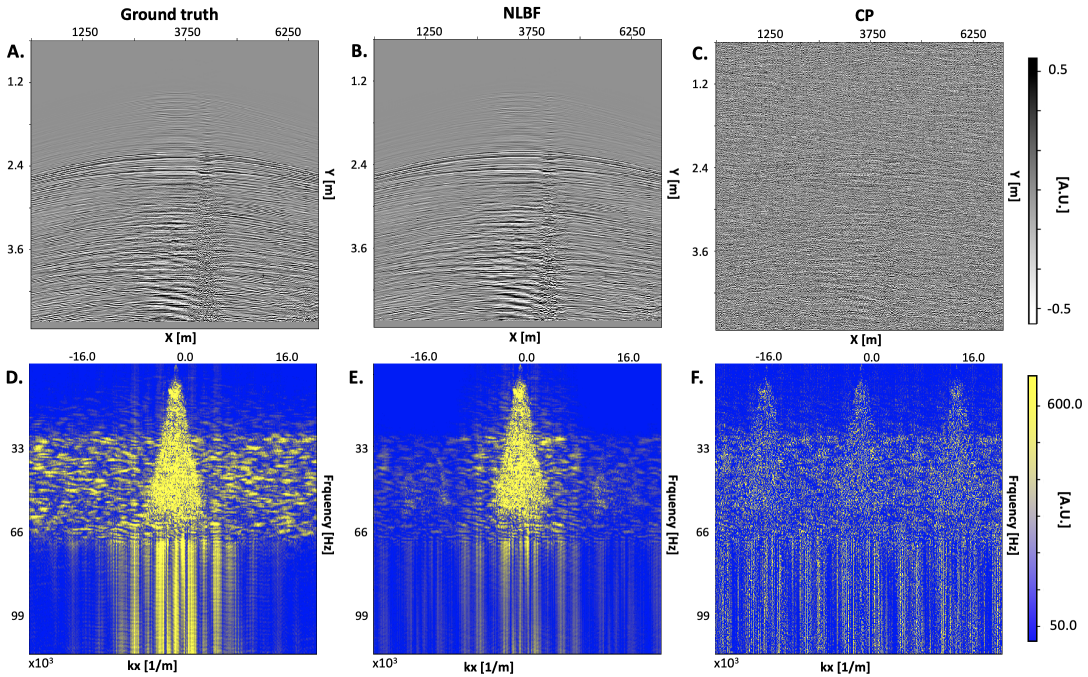 Ground truth
NLBF
CP
1250 3750 6250
1250 3750 6250
1250 3750 6250
A.
B.
C.
1.2
2.4
3.6
Y [m]
X [m]
1.2
2.4
3.6
Y [m]
X [m]
1.2
2.4
3.6
Y [m]
X [m]
0.5
[A.U.]
-0.5
D.
-16.0 0.0 16.0
33
66
99
Frquency [Hz]
x10³
kx [1/m]
E.
-16.0 0.0 16.0
33
66
99
Frquency [Hz]
x10³
kx [1/m]
F.
-16.0 0.0 16.0
33
66
99
Frquency [Hz]
x10³
kx [1/m]
600.0
[A.U.]
50.0